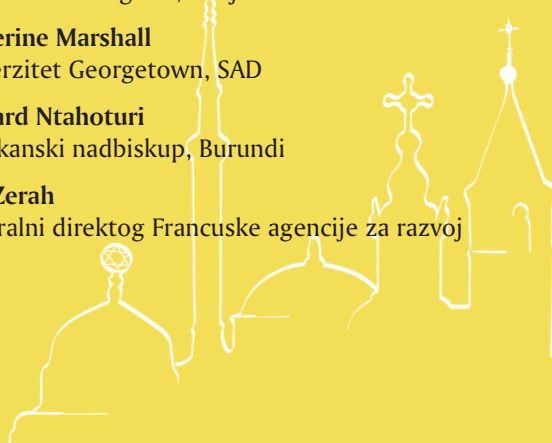 erine Marshall
erzitet Georgetown, SAD
ard Ntahoturi
kanski nadbiskup, Burundi
Zerah
ralni direktog Francuske agencije za razvoj